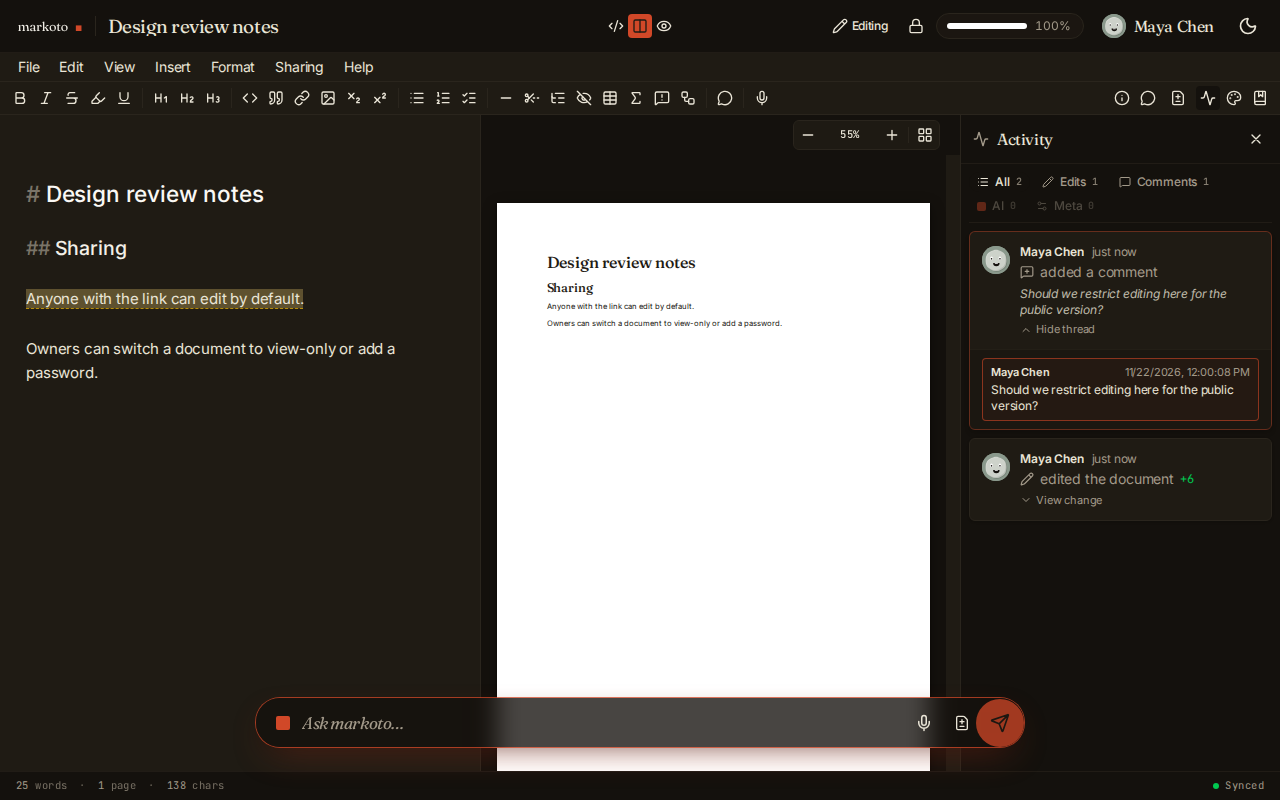 markoto
Design review notes
Editing
100%
Maya Chen
File Edit View Insert Format Sharing Help
B I S U H1 H2 H3 X2 X2 Σ
55%
# Design review notes
## Sharing
Anyone with the link can edit by default.
Owners can switch a document to view-only or add a
password.
Design review notes
Sharing
Anyone with the link can edit by default.
Owners can switch a document to view-only or add a password.
Activity
All 2 Edits 1 Comments 1
AI 0 Meta 0
Maya Chen just now
added a comment
Should we restrict editing here for the
public version?
Hide thread
Maya Chen 11/22/2026, 12:00:08 PM
Should we restrict editing here for the public
version?
Maya Chen just now
edited the document +6
View change
Ask markoto...
25 words · 1 page · 138 chars
Synced